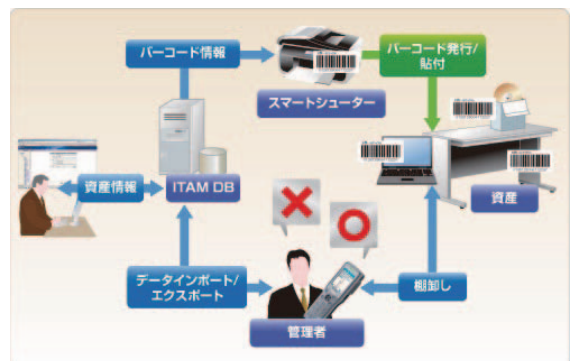 バーコード情報
バーコード発行/
貼付
スマートシューター
資産情報
ITAM DB
資産
データインポート/
エクスポート
棚卸し
管理者